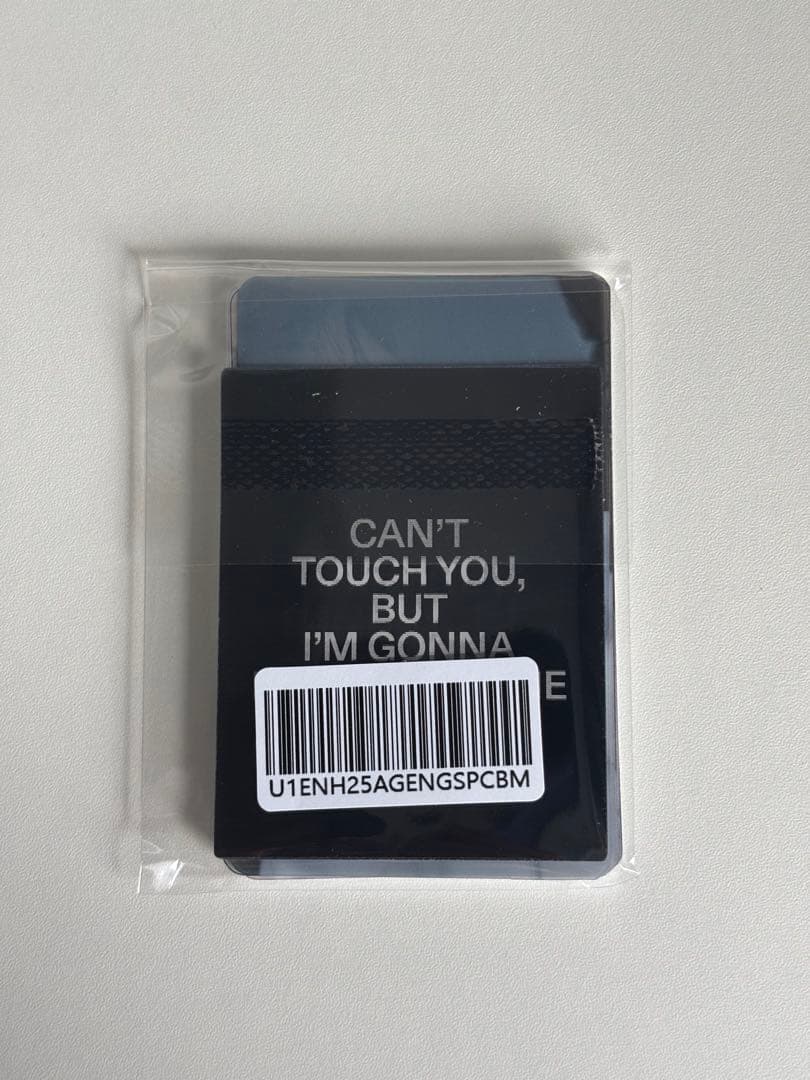 CAN'T
TOUCH YOU,
BUT
I'M GONNA
E
U1ENH25AGENGSPCBM